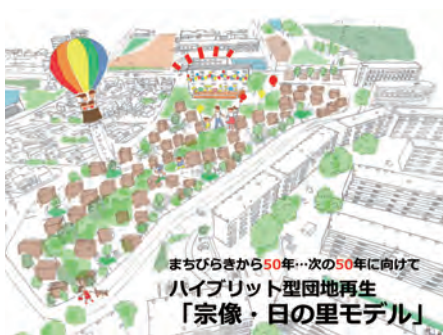 まちびらきから50年…次の50年に向けて
ハイブリット型団地再生
「宗像・日の里モデル」